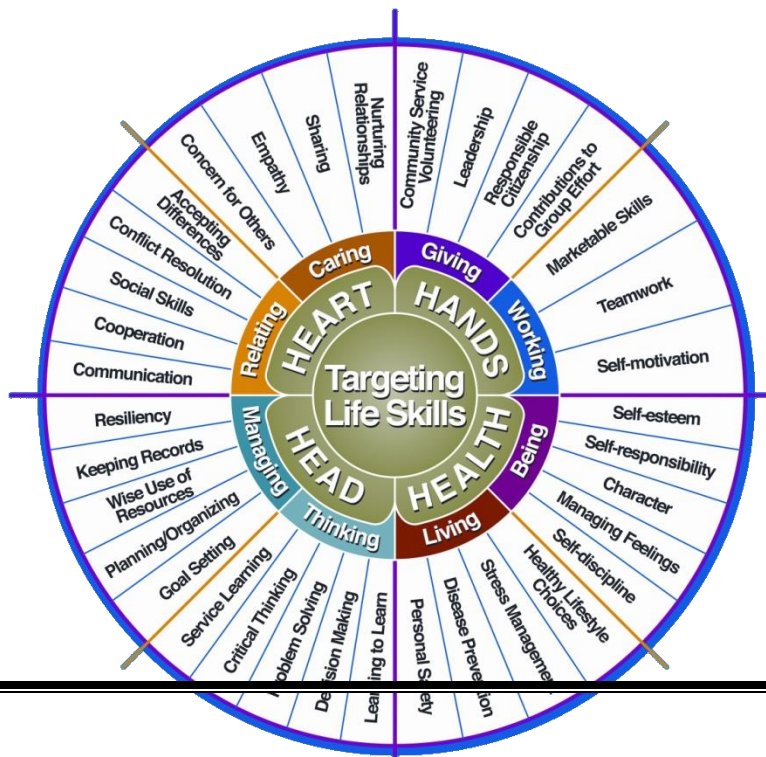 Targeting
Life Skills
HEART
HANDS
HEALTH
HEAD
Caring
Giving
Working
Being
Living
Thinking
Managing
Relating
Nurturing
Relationships
Sharing
Empathy
Concern for Others
Community Service
Volunteering
Leadership
Responsible
Citizenship
Contributions to
Group Effort
Marketable Skills
Teamwork
Self-motivation
Self-esteem
Self-responsibility
Character
Managing Feelings
Self-discipline
Healthy Lifestyle
Choices
Stress Management
Disease Prevention
Personal Safety
Learning to Learn
Decision Making
Problem Solving
Critical Thinking
Service Learning
Goal Setting
Planning/Organizing
Wise Use of
Resources
Keeping Records
Resiliency
Communication
Cooperation
Social Skills
Conflict Resolution
Accepting
Differences